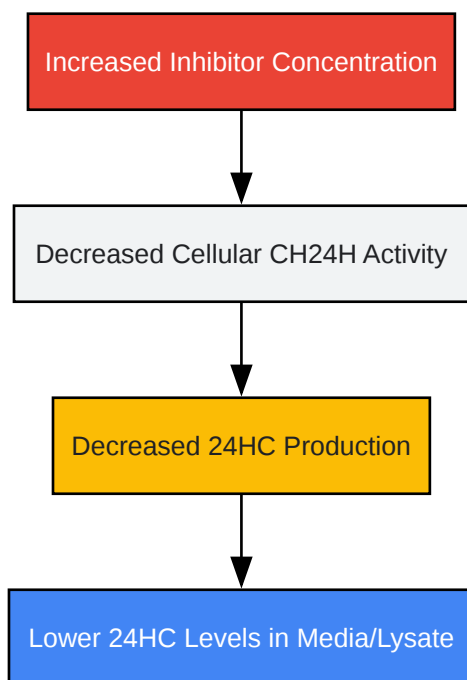 Increased Inhibitor Concentration
Decreased Cellular CH24H Activity
Decreased 24HC Production
Lower 24HC Levels in Media/Lysate